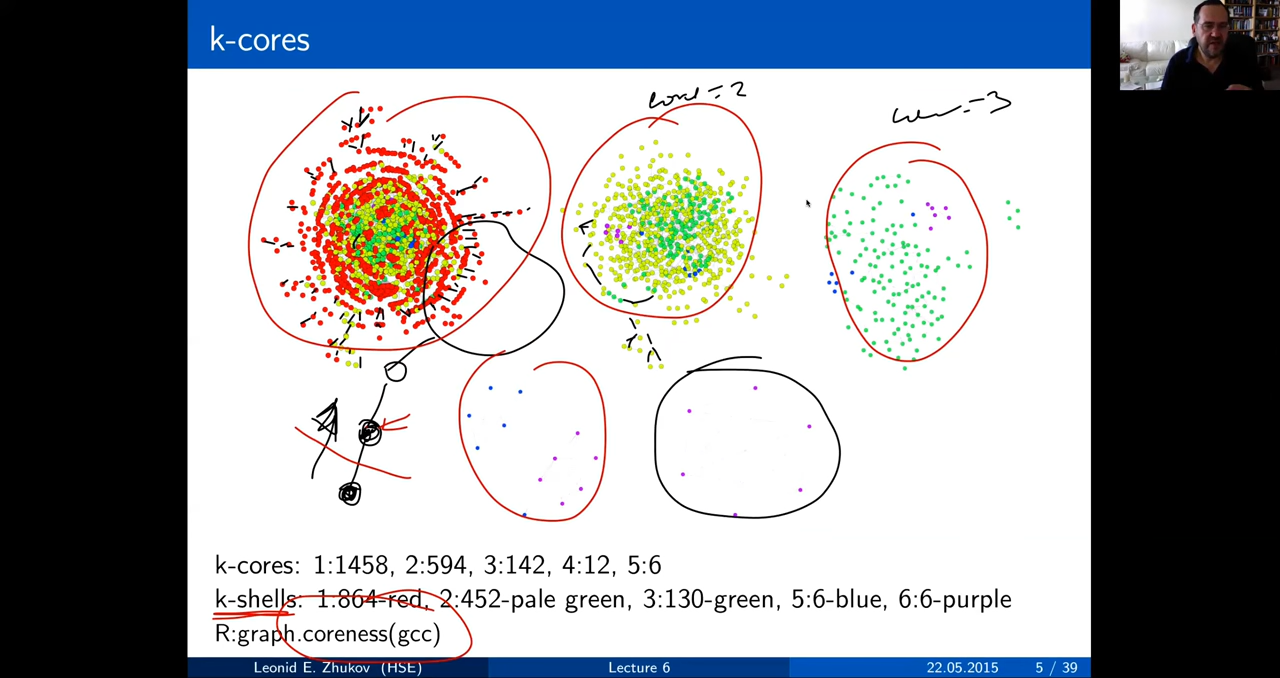 k-cores
k-cores: 1:1458, 2:594, 3:142, 4:12, 5:6
k-shells: 1:864-red, 2:452-pale green, 3:130-green, 5:6-blue, 6:6-purple
R:graph.coreness(gcc)
Leonid E. Zhukov (HSE) Lecture 6 22.05.2015 5 / 39